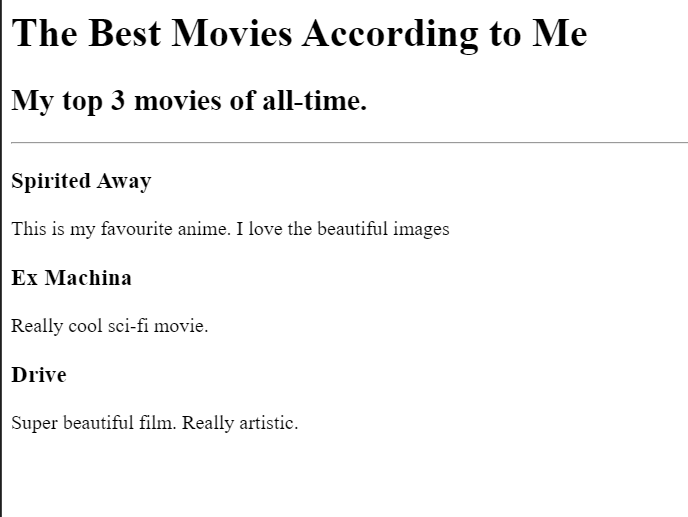 The Best Movies According to Me
My top 3 movies of all-time.
Spirited Away
This is my favourite anime. I love the beautiful images
Ex Machina
Really cool sci-fi movie.
Drive
Super beautiful film. Really artistic.